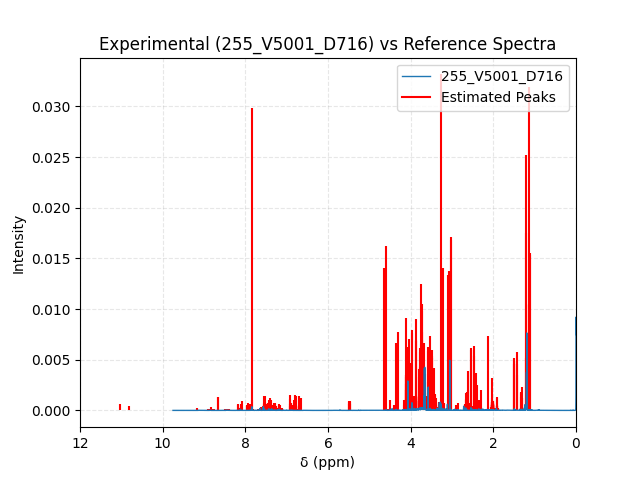 Experimental (255_V5001_D716) vs Reference Spectra
255_V5001_D716
Estimated Peaks
Intensity
0.030
0.025
0.020
0.015
0.010
0.005
0.000
12
10
8
6
4
2
0
δ (ppm)